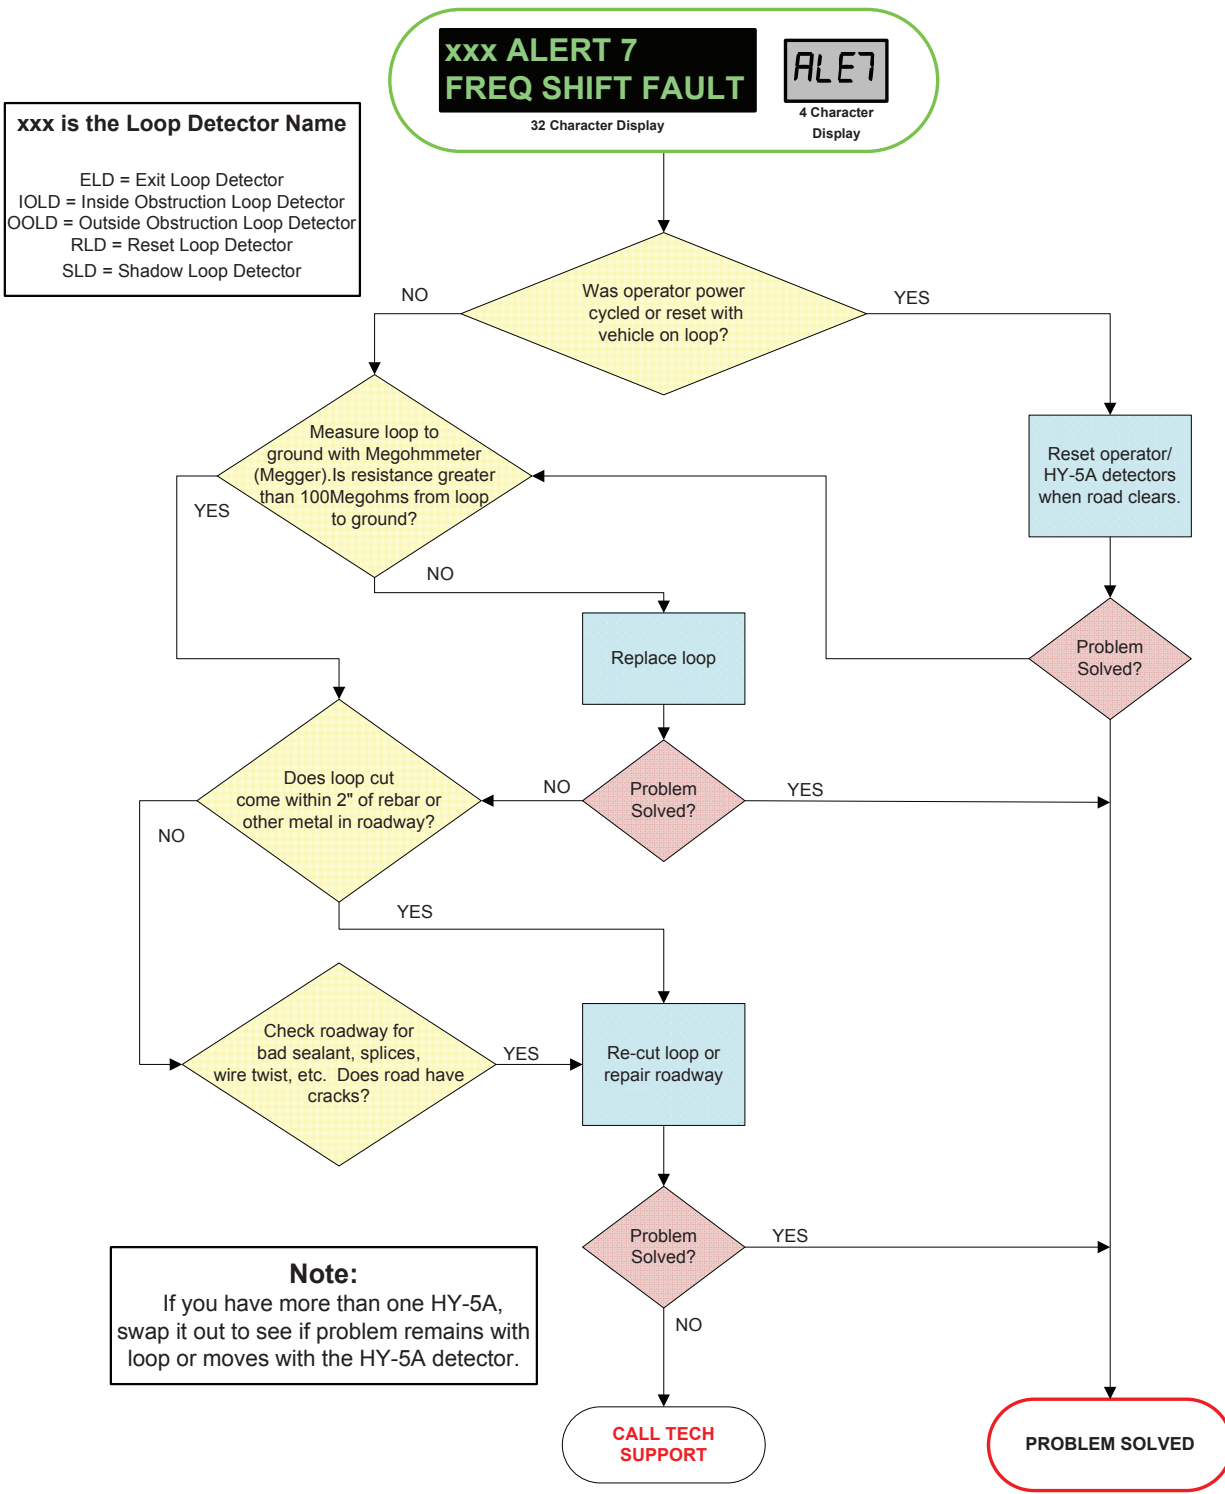 xxx ALERT 7
FREQ SHIFT FAULT
32 Character Display
ALE7
4 Character
Display
xxx is the Loop Detector Name
ELD = Exit Loop Detector
IOLD = Inside Obstruction Loop Detector
OOLD = Outside Obstruction Loop Detector
RLD = Reset Loop Detector
SLD = Shadow Loop Detector
Was operator power
cycled or reset with
vehicle on loop?
NO
YES
Measure loop to
ground with Megohmmeter
(Megger).Is resistance greater
than 100Megohms from loop
to ground?
YES
NO
Reset operator/
HY-5A detectors
when road clears.
Problem
Solved?
Replace loop
Problem
Solved?
NO
YES
Does loop cut
come within 2" of rebar or
other metal in roadway?
NO
YES
Check roadway for
bad sealant, splices,
wire twist, etc. Does road have
cracks?
YES
Re-cut loop or
repair roadway
Problem
Solved?
YES
NO
Note:
If you have more than one HY-5A,
swap it out to see if problem remains with
loop or moves with the HY-5A detector.
CALL TECH
SUPPORT
PROBLEM SOLVED